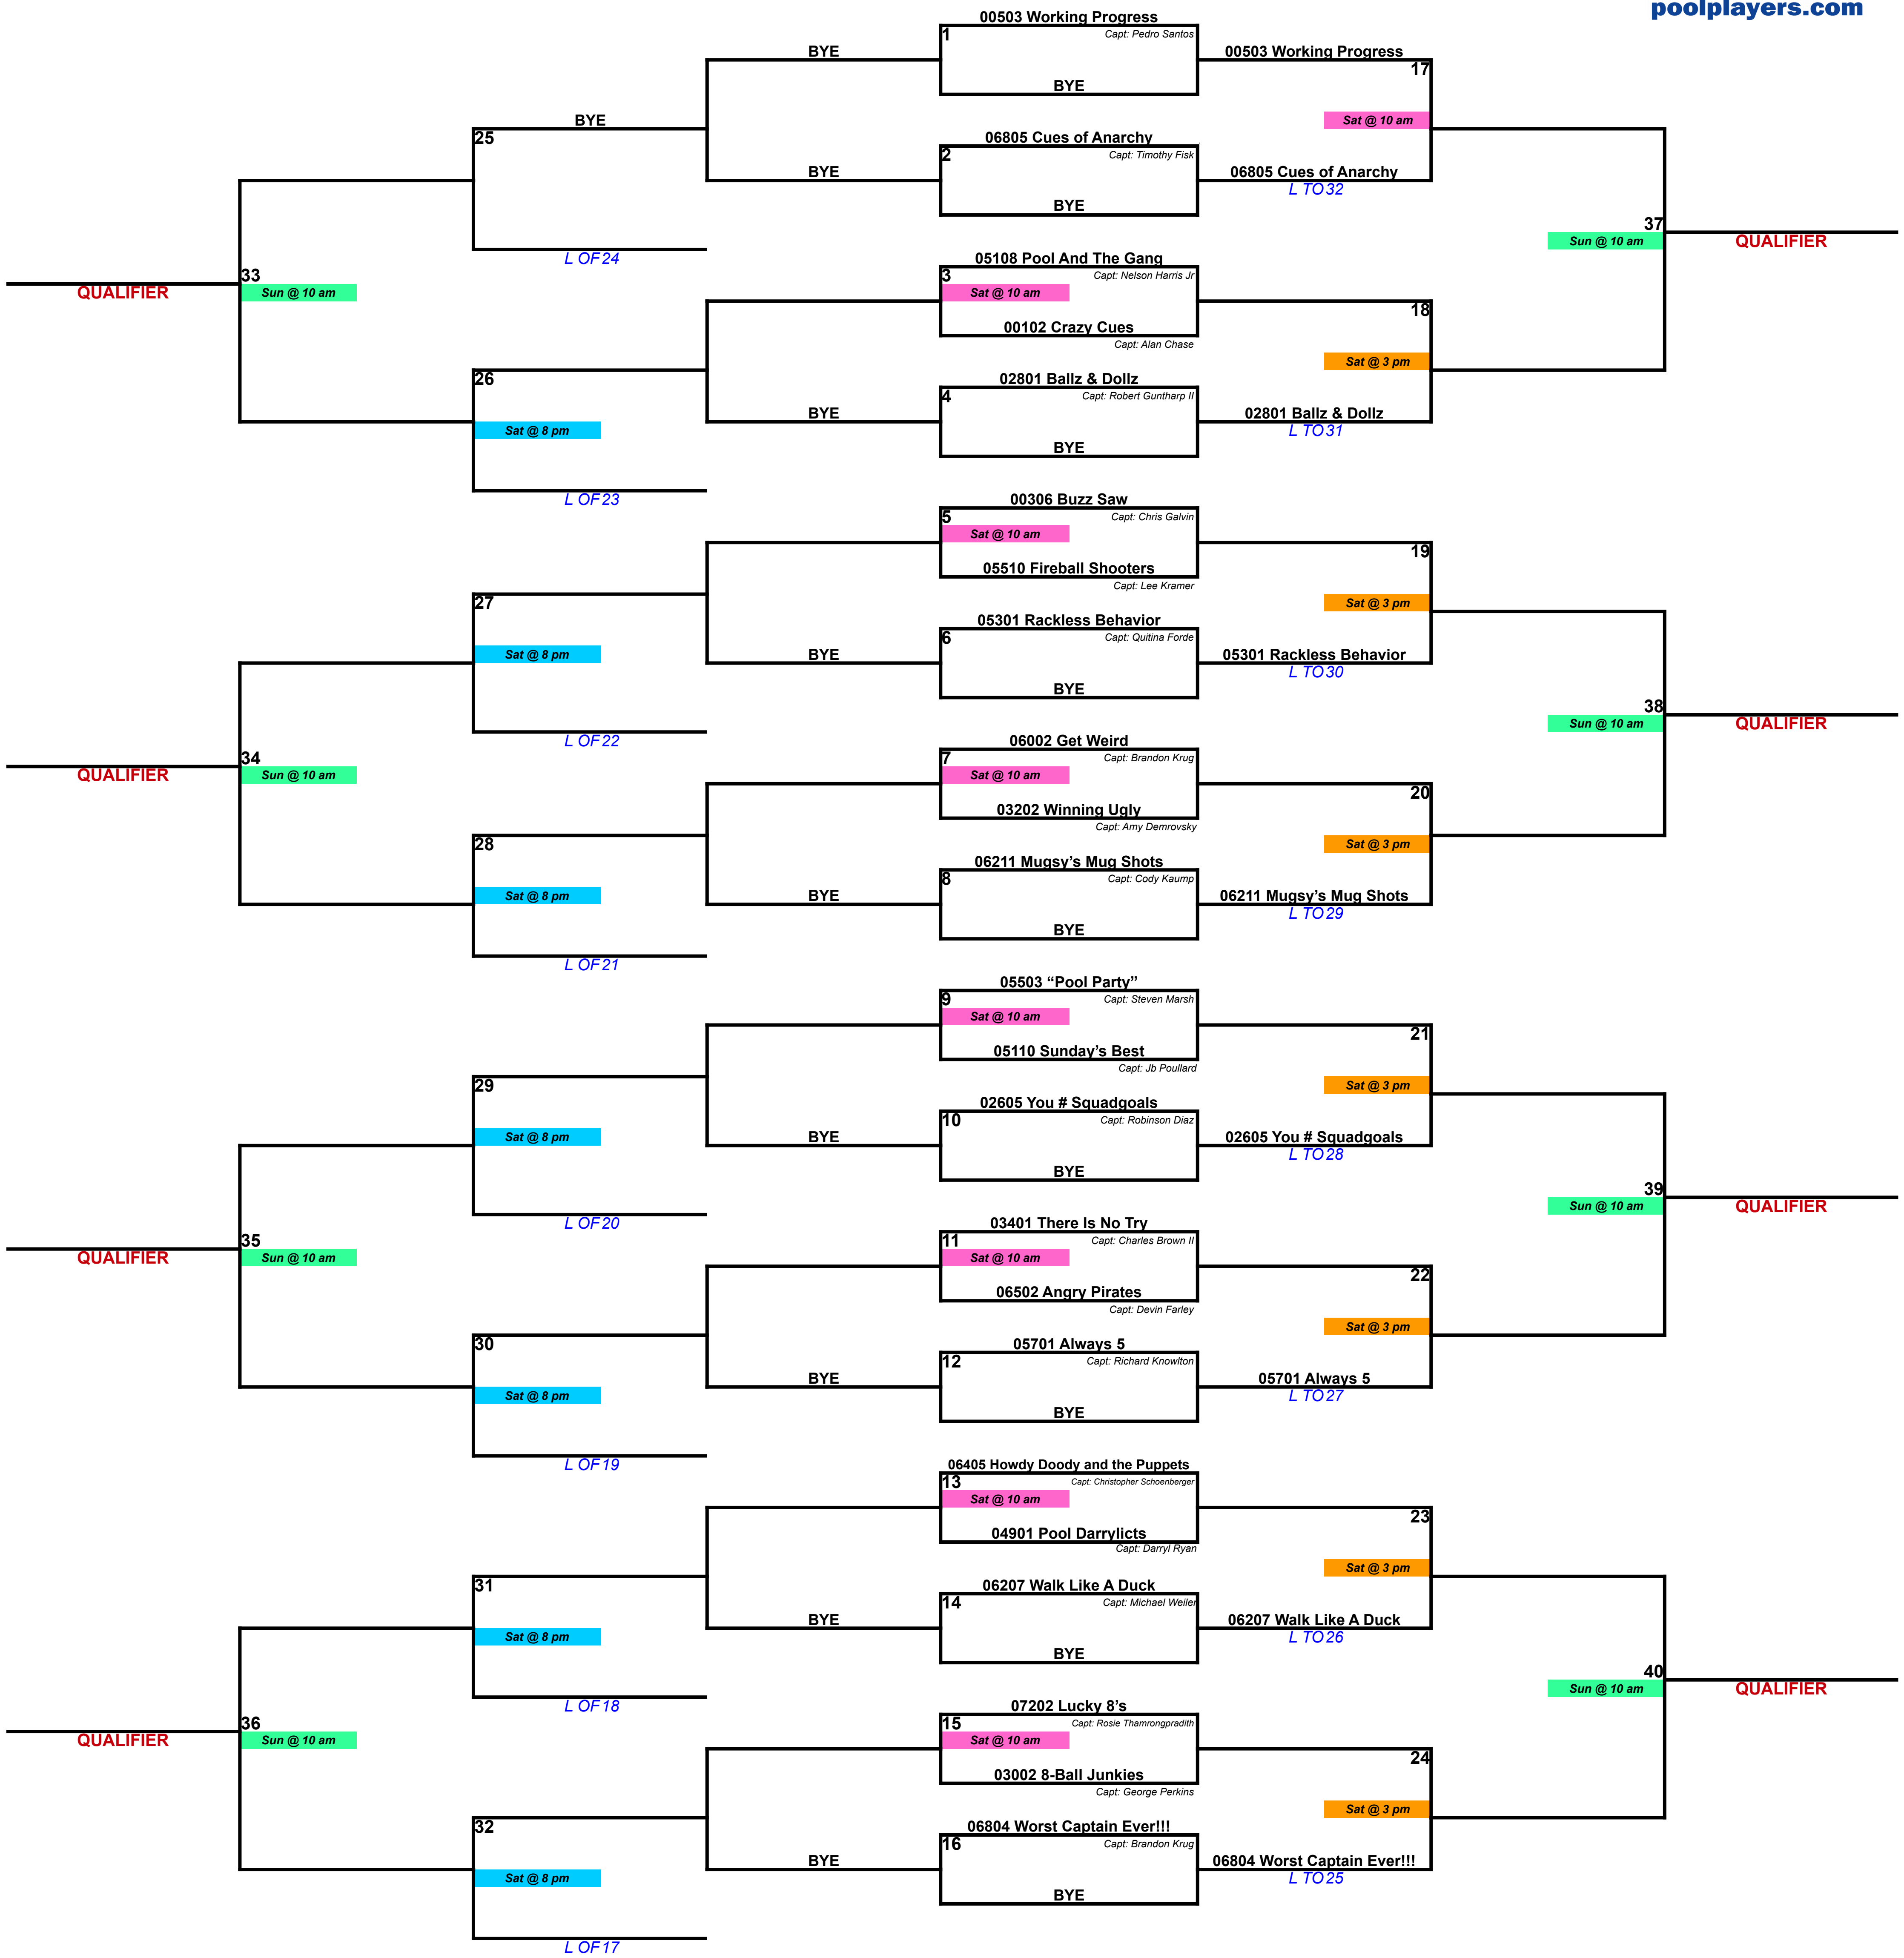 poolplayers.com
00503 Working Progress
1
Capt: Pedro Santos
BYE
00503 Working Progress
17
BYE
BYE
25
Sat @ 10 am
06805 Cues of Anarchy
2
Capt: Timothy Fisk
BYE
06805 Cues of Anarchy
L TO 32
BYE
37
Sun @ 10 am
QUALIFIER
L OF 24
05108 Pool And The Gang
3
Capt: Nelson Harris Jr
33
Sun @ 10 am
QUALIFIER
Sat @ 10 am
18
00102 Crazy Cues
Capt: Alan Chase
Sat @ 3 pm
26
02801 Ballz & Dollz
4
Capt: Robert Guntharp II
BYE
02801 Ballz & Dollz
Sat @ 8 pm
L TO 31
BYE
L OF 23
00306 Buzz Saw
5
Capt: Chris Galvin
Sat @ 10 am
19
05510 Fireball Shooters
Capt: Lee Kramer
27
Sat @ 3 pm
05301 Rackless Behavior
6
Capt: Quitina Forde
Sat @ 8 pm
BYE
05301 Rackless Behavior
L TO 30
BYE
38
Sun @ 10 am
QUALIFIER
L OF 22
06002 Get Weird
7
Capt: Brandon Krug
34
Sun @ 10 am
QUALIFIER
Sat @ 10 am
20
03202 Winning Ugly
Capt: Amy Demrovsky
28
Sat @ 3 pm
06211 Mugsy’s Mug Shots
8
Capt: Cody Kaump
Sat @ 8 pm
BYE
06211 Mugsy’s Mug Shots
L TO 29
BYE
L OF 21
05503 “Pool Party”
9
Capt: Steven Marsh
Sat @ 10 am
21
05110 Sunday’s Best
Capt: Jb Poullard
29
Sat @ 3 pm
02605 You # Squadgoals
10
Capt: Robinson Diaz
Sat @ 8 pm
BYE
02605 You # Squadgoals
L TO 28
BYE
39
Sun @ 10 am
QUALIFIER
L OF 20
03401 There Is No Try
11
Capt: Charles Brown II
35
Sun @ 10 am
QUALIFIER
Sat @ 10 am
22
06502 Angry Pirates
Capt: Devin Farley
Sat @ 3 pm
30
05701 Always 5
12
Capt: Richard Knowlton
BYE
05701 Always 5
Sat @ 8 pm
L TO 27
BYE
L OF 19
06405 Howdy Doody and the Puppets
13
Capt: Christopher Schoenberger
Sat @ 10 am
23
04901 Pool Darrylicts
Capt: Darryl Ryan
Sat @ 3 pm
31
06207 Walk Like A Duck
14
Capt: Michael Weiler
BYE
06207 Walk Like A Duck
Sat @ 8 pm
L TO 26
BYE
40
Sun @ 10 am
QUALIFIER
L OF 18
07202 Lucky 8’s
15
Capt: Rosie Thamrongpradith
36
Sun @ 10 am
QUALIFIER
Sat @ 10 am
24
03002 8-Ball Junkies
Capt: George Perkins
Sat @ 3 pm
32
06804 Worst Captain Ever!!!
16
Capt: Brandon Krug
BYE
06804 Worst Captain Ever!!!
Sat @ 8 pm
L TO 25
BYE
L OF 17